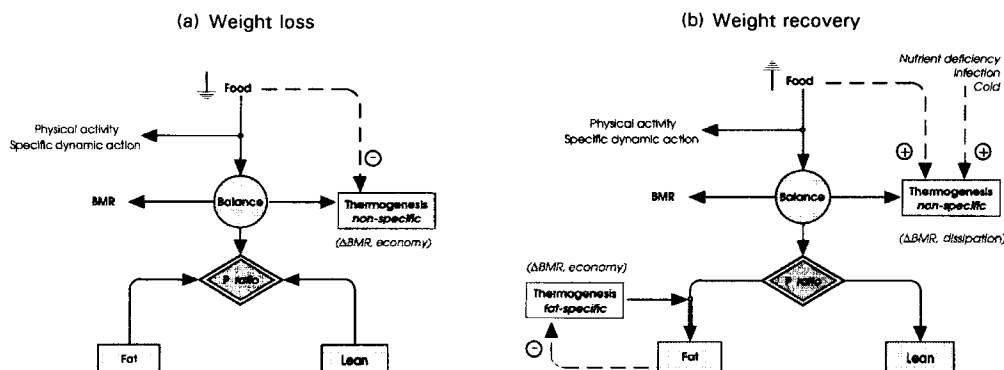 (a) Weight loss
Food
Physical activity
Specific dynamic action
−
BMR
Balance
Thermogenesis
non-specific
(ΔBMR, economy)
P ratio
Fat
Lean
(b) Weight recovery
Nutrient deficiency
Infection
Cold
Food
Physical activity
Specific dynamic action
+
+
BMR
Balance
Thermogenesis
non-specific
(ΔBMR, dissipation)
(ΔBMR, economy)
P ratio
Thermogenesis
fat-specific
−
Fat
Lean